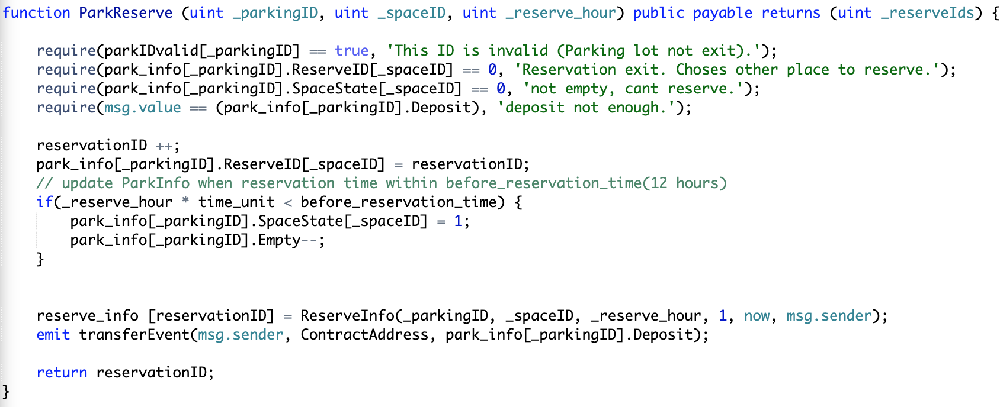 function ParkReserve (uint _parkingID, uint _spaceID, uint _reserve_hour) public payable returns (uint _reserveIds) {
require(parkIDvalid[_parkingID] == true, 'This ID is invalid (Parking lot not exit).');
require(park_info[_parkingID].ReserveID[_spaceID] == 0, 'Reservation exit. Choses other place to reserve.');
require(park_info[_parkingID].SpaceState[_spaceID] == 0, 'not empty, cant reserve.');
require(msg.value == (park_info[_parkingID].Deposit), 'deposit not enough.');
reservationID ++;
park_info[_parkingID].ReserveID[_spaceID] = reservationID;
// update ParkInfo when reservation time within before_reservation_time(12 hours)
if(_reserve_hour * time_unit < before_reservation_time) {
park_info[_parkingID].SpaceState[_spaceID] = 1;
park_info[_parkingID].Empty--;
}
reserve_info [reservationID] = ReserveInfo(_parkingID, _spaceID, _reserve_hour, 1, now, msg.sender);
emit transferEvent(msg.sender, ContractAddress, park_info[_parkingID].Deposit);
return reservationID;
}